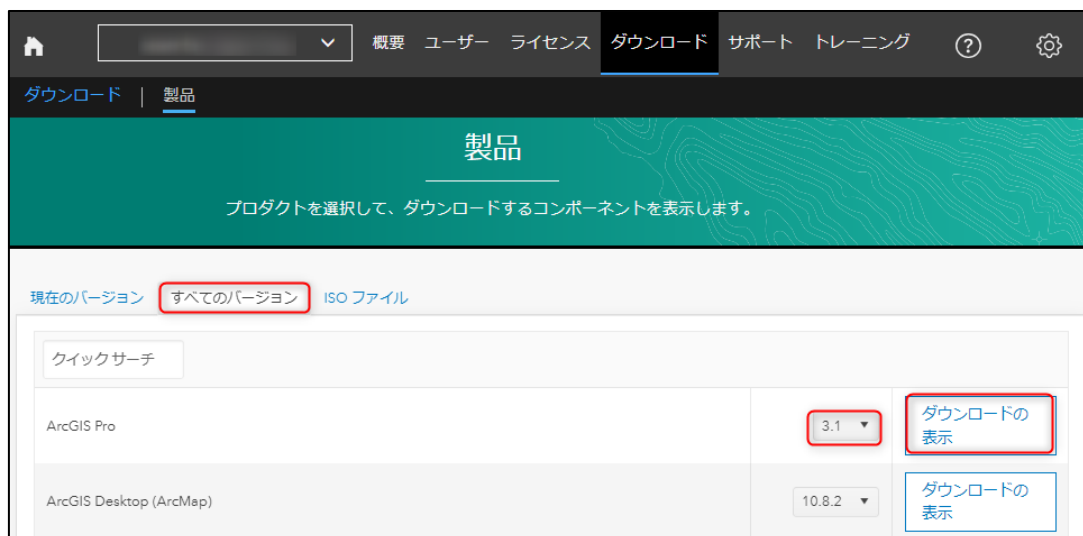 概要 ユーザー ライセンス ダウンロード サポート トレーニング ?
ダウンロード | 製品
製品
プロダクトを選択して、ダウンロードするコンポーネントを表示します。
現在のバージョン すべてのバージョン ISO ファイル
クイック サーチ
ArcGIS Pro 3.1 ダウンロードの
表示
ArcGIS Desktop (ArcMap) 10.8.2 ダウンロードの
表示